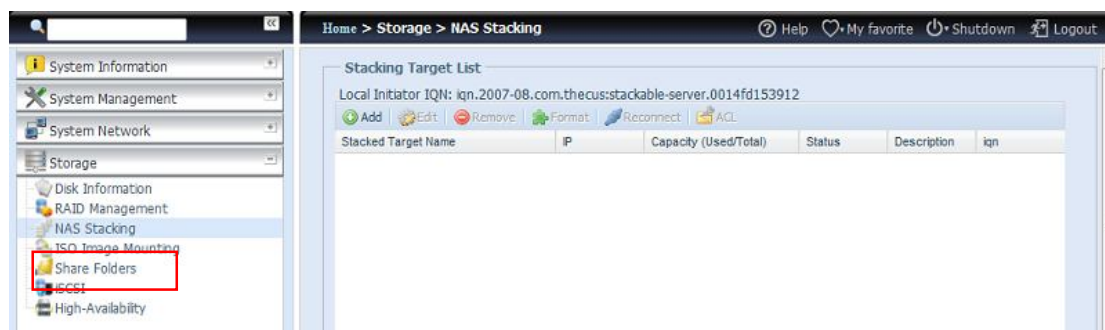 Home > Storage > NAS Stacking
Help My favorite Shutdown Logout
System Information
System Management
System Network
Storage
Disk Information
RAID Management
NAS Stacking
ISO Image Mounting
Share Folders
iSCSI
High-Availability
Stacking Target List
Local Initiator IQN: iqn.2007-08.com.thecus:stackable-server.0014fd153912
Add Edit Remove Format Reconnect ACL
Stacked Target Name IP Capacity (Used/Total) Status Description iqn